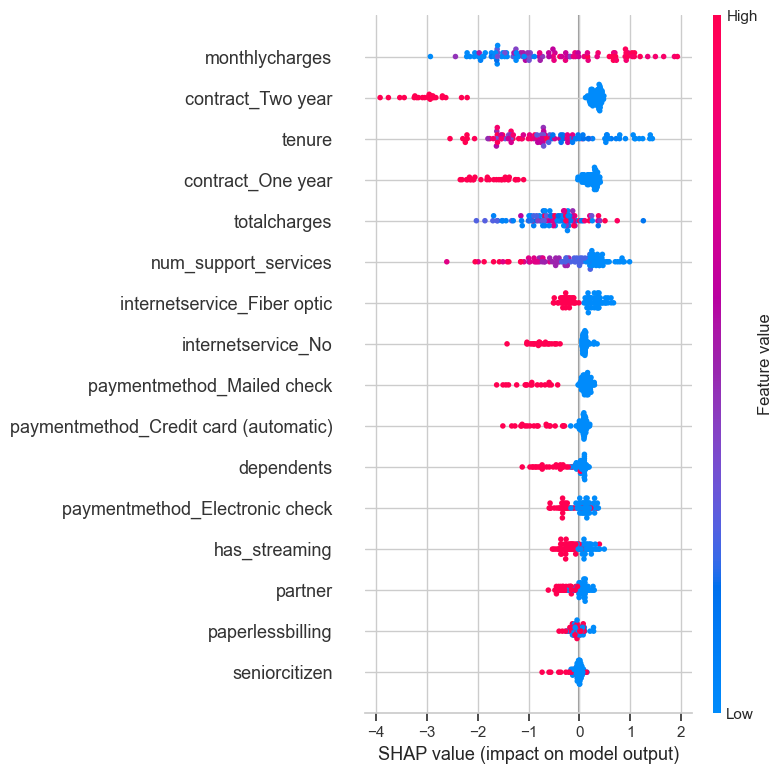 High
monthlycharges
contract_Two year
tenure
contract_One year
totalcharges
num_support_services
internetservice_Fiber optic
internetservice_No
paymentmethod_Mailed check
paymentmethod_Credit card (automatic)
dependents
paymentmethod_Electronic check
has_streaming
partner
paperlessbilling
seniorcitizen
Feature value
Low
−4 −3 −2 −1 0 1 2
SHAP value (impact on model output)